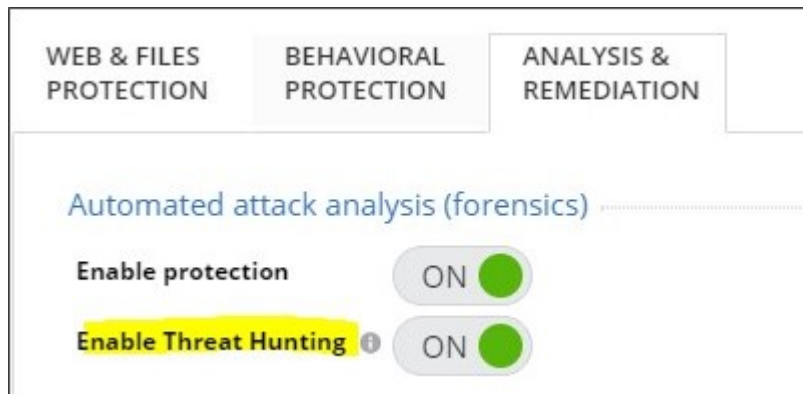 WEB & FILES
PROTECTION
BEHAVIORAL
PROTECTION
ANALYSIS &
REMEDIATION
Automated attack analysis (forensics)
Enable protection
ON
Enable Threat Hunting
ON